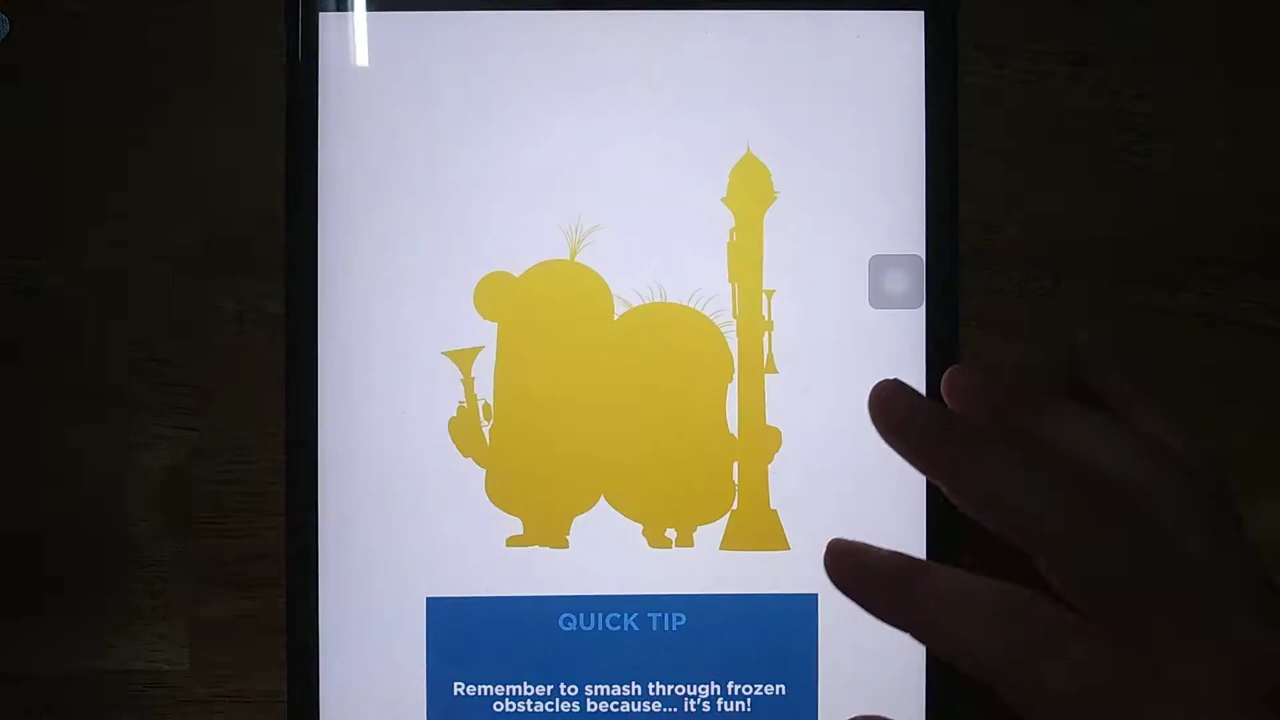 QUICK TIP
Remember to smash through frozen
obstacles because... it's fun!